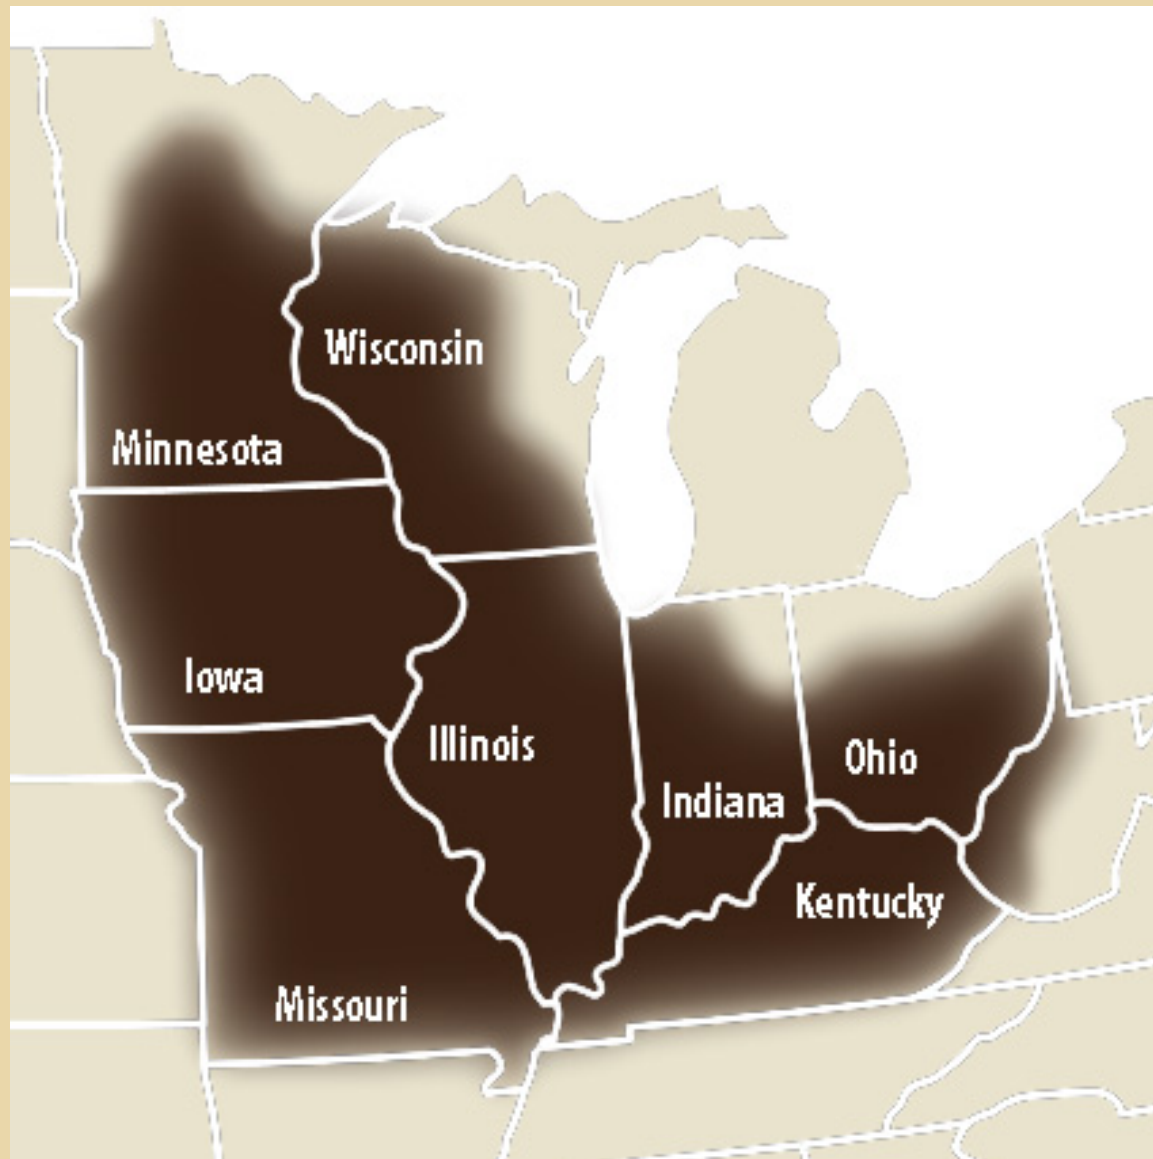 Wisconsin
Minnesota
Iowa
Illinois
Ohio
Indiana
Kentucky
Missouri